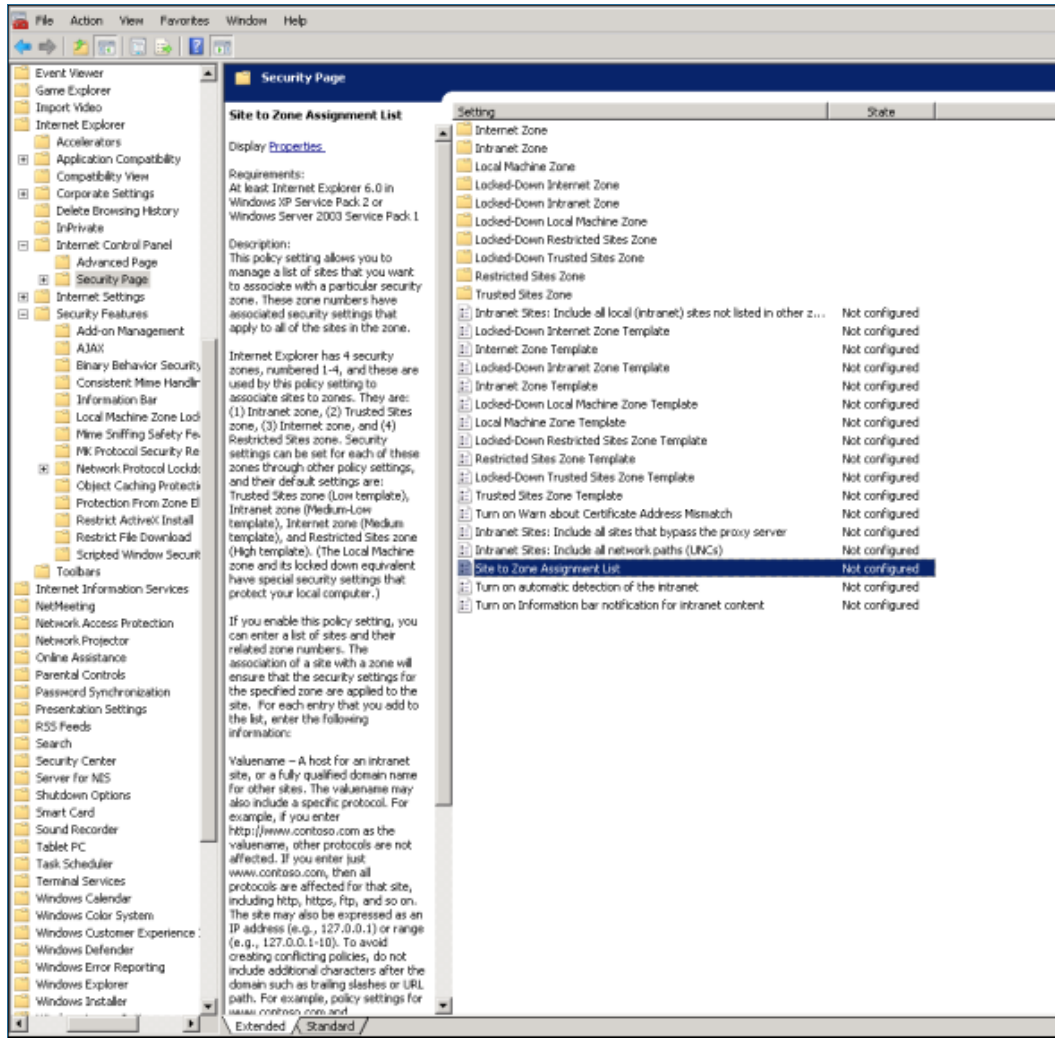 File Action View Favorites Window Help
Event Viewer
Game Explorer
Import Video
Internet Explorer
Accelerators
Application Compatibility
Compatibility View
Corporate Settings
Delete Browsing History
InPrivate
Internet Control Panel
Advanced Page
Security Page
Internet Settings
Security Features
Add-on Management
AJAX
Binary Behavior Security
Consistent Mime Handlin
Information Bar
Local Machine Zone Lock
Mime Sniffing Safety Fe
MK Protocol Security Re
Network Protocol Lockdo
Object Caching Protecti
Protection From Zone El
Restrict ActiveX Install
Restrict File Download
Scripted Window Securit
Toolbars
Internet Information Services
NetMeeting
Network Access Protection
Network Projector
Online Assistance
Parental Controls
Password Synchronization
Presentation Settings
RSS Feeds
Search
Security Center
Server for NIS
Shutdown Options
Smart Card
Sound Recorder
Tablet PC
Task Scheduler
Terminal Services
Windows Calendar
Windows Color System
Windows Customer Experience
Windows Defender
Windows Error Reporting
Windows Explorer
Windows Installer
Security Page
Site to Zone Assignment List
Display Properties
Requirements:
At least Internet Explorer 6.0 in
Windows XP Service Pack 2 or
Windows Server 2003 Service Pack 1
Description:
This policy setting allows you to
manage a list of sites that you want
to associate with a particular security
zone. These zone numbers have
associated security settings that
apply to all of the sites in the zone.
Internet Explorer has 4 security
zones, numbered 1-4, and these are
used by this policy setting to
associate sites to zones. They are:
(1) Intranet zone, (2) Trusted Sites
zone, (3) Internet zone, and (4)
Restricted Sites zone. Security
settings can be set for each of these
zones through other policy settings,
and their default settings are:
Trusted Sites zone (Low template),
Intranet zone (Medium-Low
template), Internet zone (Medium
template), and Restricted Sites zone
(High template). (The Local Machine
zone and its locked down equivalent
have special security settings that
protect your local computer.)
If you enable this policy setting, you
can enter a list of sites and their
related zone numbers. The
association of a site with a zone will
ensure that the security settings for
the specified zone are applied to the
site. For each entry that you add to
the list, enter the following
information:
Valuename – A host for an intranet
site, or a fully qualified domain name
for other sites. The valuename may
also include a specific protocol. For
example, if you enter
http://www.contoso.com as the
valuename, other protocols are not
affected. If you enter just
www.contoso.com, then all
protocols are affected for that site,
including http, https, ftp, and so on.
The site may also be expressed as an
IP address (e.g., 127.0.0.1) or range
(e.g., 127.0.0.1-10). To avoid
creating conflicting policies, do not
include additional characters after the
domain such as trailing slashes or URL
path. For example, policy settings for
www.contoso.com and
Extended Standard
Setting State
Internet Zone
Intranet Zone
Local Machine Zone
Locked-Down Internet Zone
Locked-Down Intranet Zone
Locked-Down Local Machine Zone
Locked-Down Restricted Sites Zone
Locked-Down Trusted Sites Zone
Restricted Sites Zone
Trusted Sites Zone
Intranet Sites: Include all local (intranet) sites not listed in other z... Not configured
Locked-Down Internet Zone Template Not configured
Internet Zone Template Not configured
Locked-Down Intranet Zone Template Not configured
Intranet Zone Template Not configured
Locked-Down Local Machine Zone Template Not configured
Local Machine Zone Template Not configured
Locked-Down Restricted Sites Zone Template Not configured
Restricted Sites Zone Template Not configured
Locked-Down Trusted Sites Zone Template Not configured
Trusted Sites Zone Template Not configured
Turn on Warn about Certificate Address Mismatch Not configured
Intranet Sites: Include all sites that bypass the proxy server Not configured
Intranet Sites: Include all network paths (UNCs) Not configured
Site to Zone Assignment List Not configured
Turn on automatic detection of the intranet Not configured
Turn on Information bar notification for intranet content Not configured